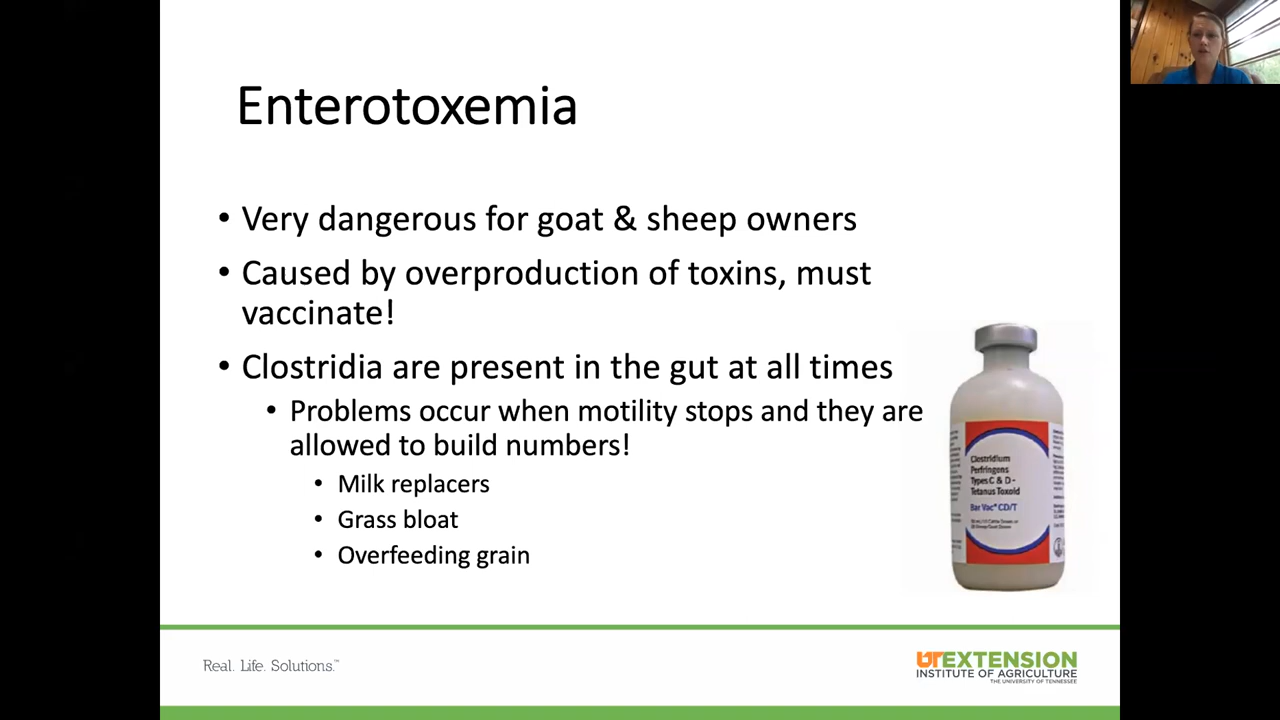 Enterotoxemia
• Very dangerous for goat & sheep owners
• Caused by overproduction of toxins, must
vaccinate!
• Clostridia are present in the gut at all times
• Problems occur when motility stops and they are
allowed to build numbers!
• Milk replacers
• Grass bloat
• Overfeeding grain
Clostridium
Perfringens
Types C & D -
Tetanus Toxoid
Bar Vac® CD/T
Real. Life. Solutions.™
UT EXTENSION
INSTITUTE OF AGRICULTURE
THE UNIVERSITY OF TENNESSEE